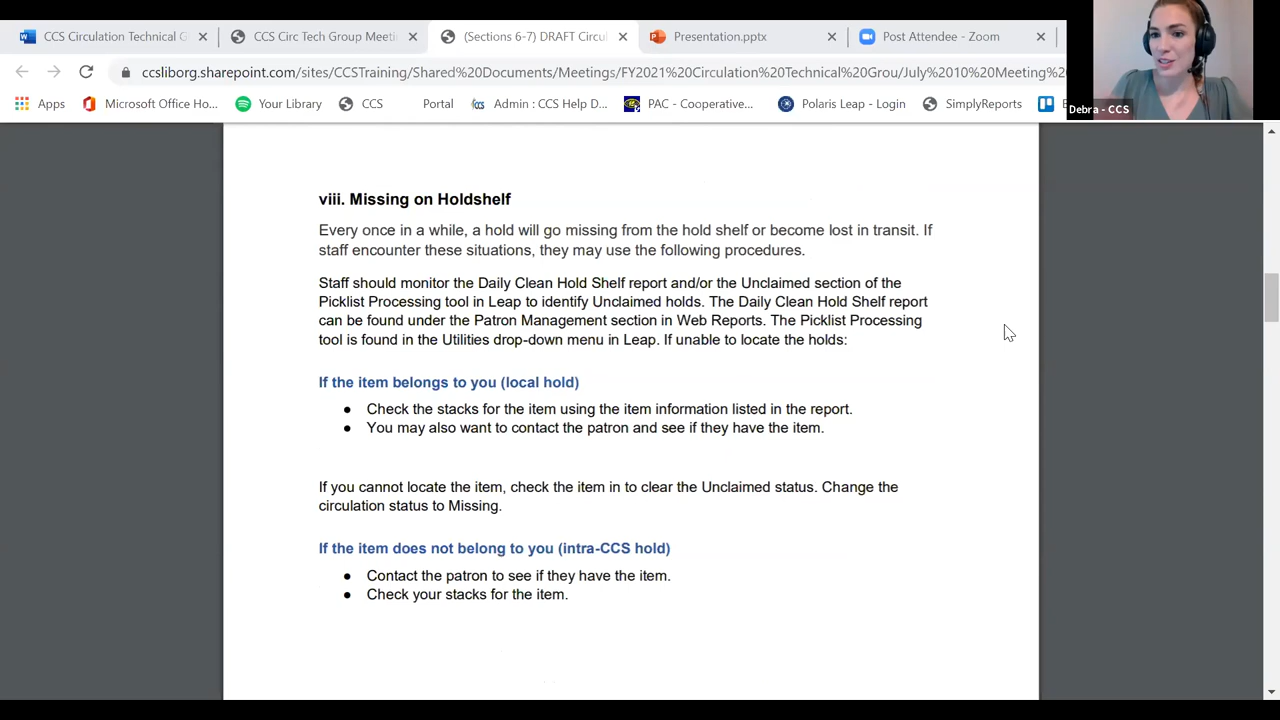 CCS Circulation Technical G
CCS Circ Tech Group Meeti
(Sections 6-7) DRAFT Circul
Presentation.pptx
Post Attendee - Zoom
ccsliborg.sharepoint.com/sites/CCSTraining/Shared%20Documents/Meetings/FY2021%20Circulation%20Technical%20Grou/July%2010%20Meeting%
Apps
Microsoft Office Ho...
Your Library
CCS
Portal
Admin : CCS Help D...
PAC - Cooperative...
Polaris Leap - Login
SimplyReports
Debra - CCS
viii. Missing on Holdshelf
Every once in a while, a hold will go missing from the hold shelf or become lost in transit. If
staff encounter these situations, they may use the following procedures.
Staff should monitor the Daily Clean Hold Shelf report and/or the Unclaimed section of the
Picklist Processing tool in Leap to identify Unclaimed holds. The Daily Clean Hold Shelf report
can be found under the Patron Management section in Web Reports. The Picklist Processing
tool is found in the Utilities drop-down menu in Leap. If unable to locate the holds:
If the item belongs to you (local hold)
● Check the stacks for the item using the item information listed in the report.
● You may also want to contact the patron and see if they have the item.
If you cannot locate the item, check the item in to clear the Unclaimed status. Change the
circulation status to Missing.
If the item does not belong to you (intra-CCS hold)
● Contact the patron to see if they have the item.
● Check your stacks for the item.